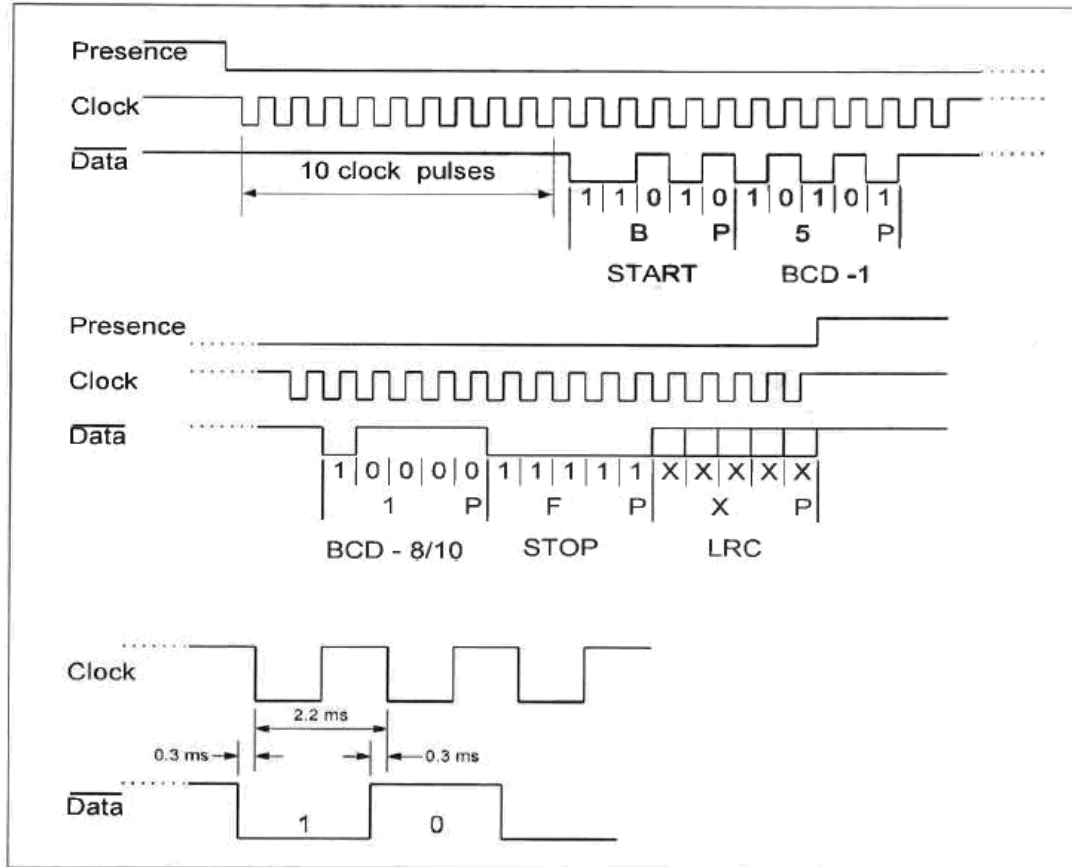 Presence
Clock
Data
10 clock pulses
1 1 0 1 0 1 0 1 0 1
B P 5 P
START BCD -1
Presence
Clock
Data
1 0 0 0 0 1 1 1 1 1 X X X X X
1 P F P X P
BCD - 8/10 STOP LRC
Clock
2.2 ms
0.3 ms 0.3 ms
Data
1 0